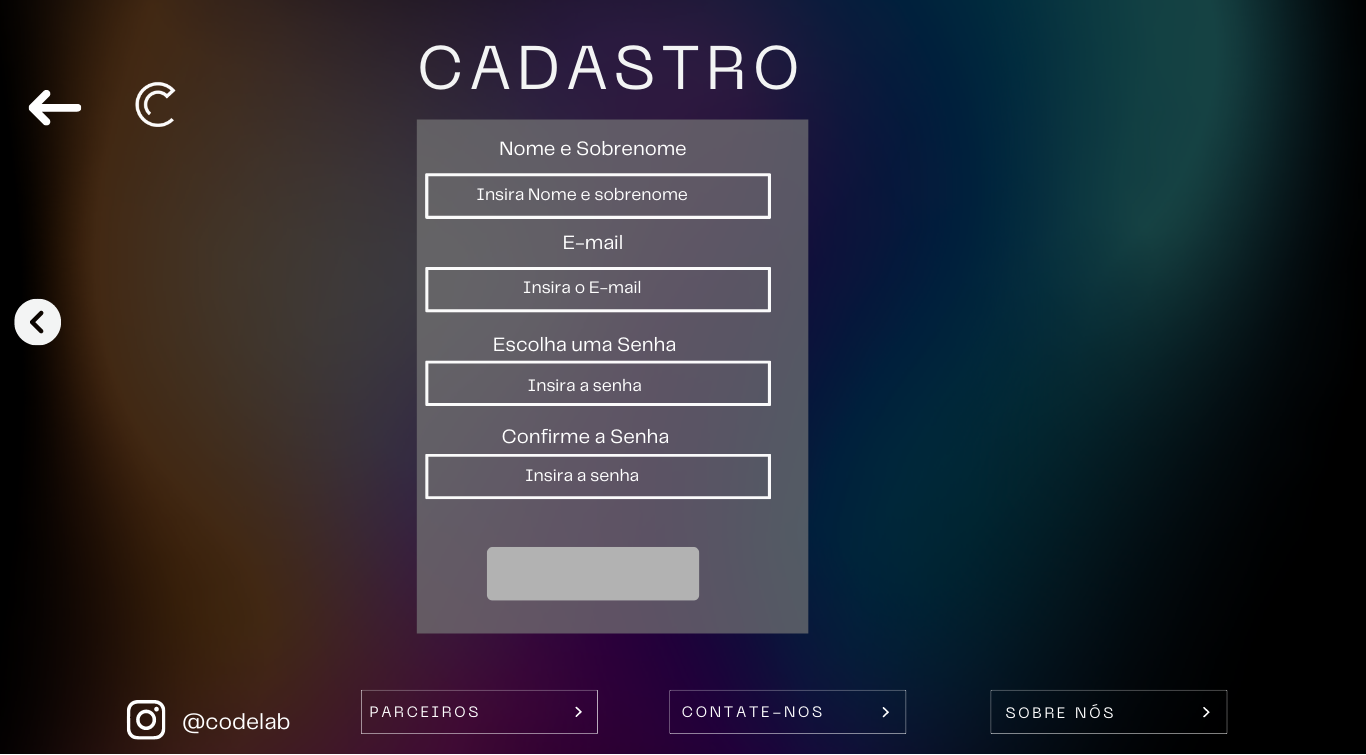 CADASTRO
Nome e Sobrenome
Insira Nome e sobrenome
E-mail
Insira o E-mail
Escolha uma Senha
Insira a senha
Confirme a Senha
Insira a senha
@codelab
PARCEIROS
CONTATE-NOS
SOBRE NÓS